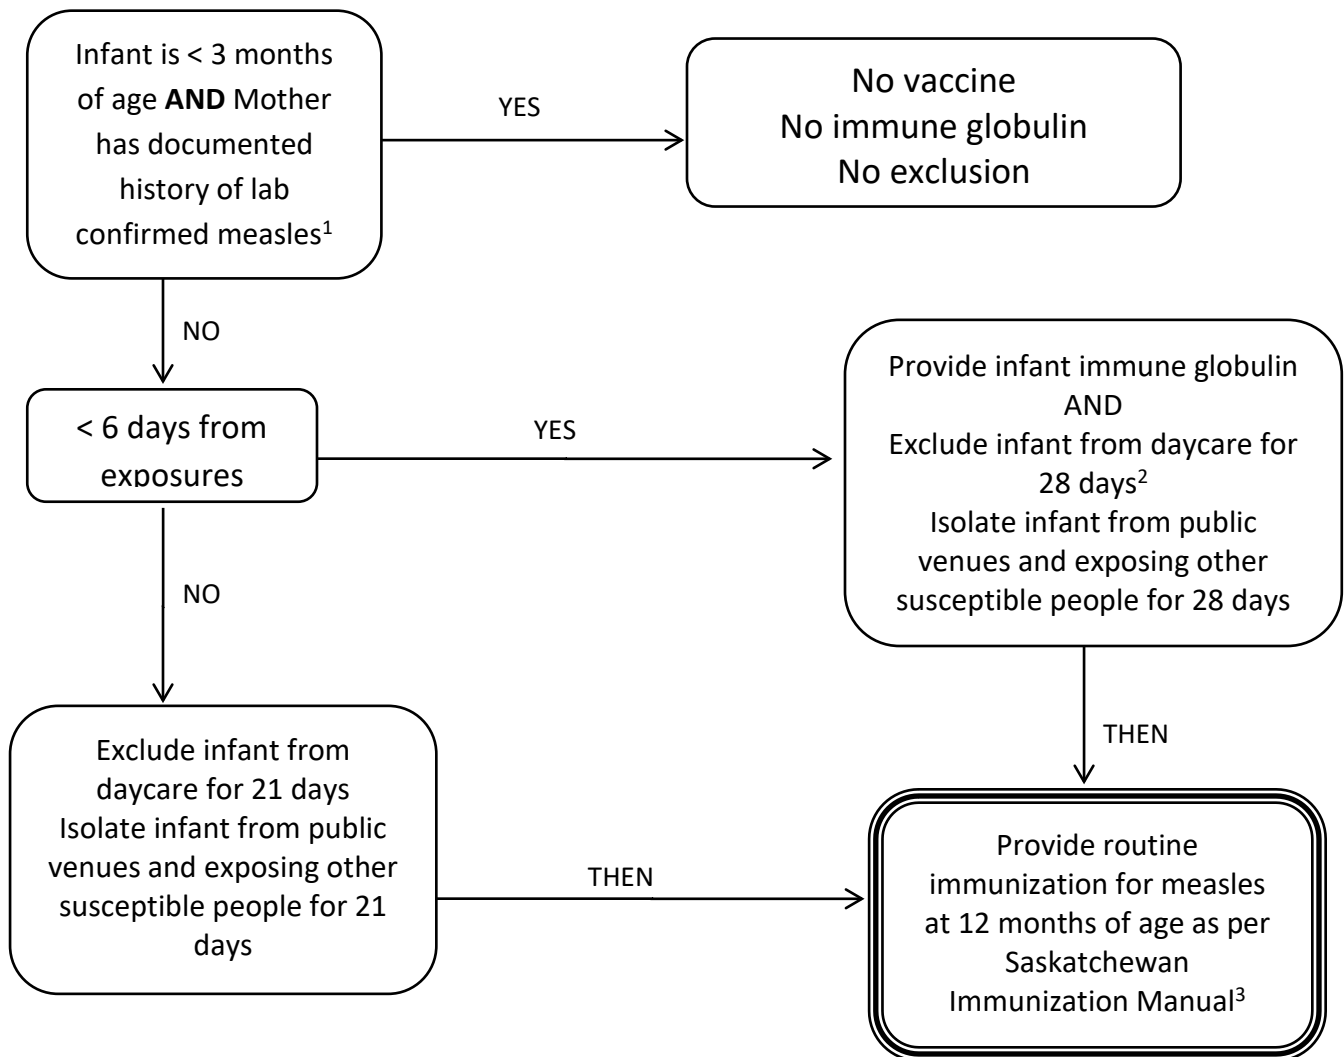 Infant is < 3 months
of age AND Mother
has documented
history of lab
confirmed measles1
YES
No vaccine
No immune globulin
No exclusion
NO
< 6 days from
exposures
YES
Provide infant immune globulin
AND
Exclude infant from daycare for
28 days2
Isolate infant from public
venues and exposing other
susceptible people for 28 days
NO
THEN
Exclude infant from
daycare for 21 days
Isolate infant from public
venues and exposing other
susceptible people for 21
days
THEN
Provide routine
immunization for measles
at 12 months of age as per
Saskatchewan
Immunization Manual3